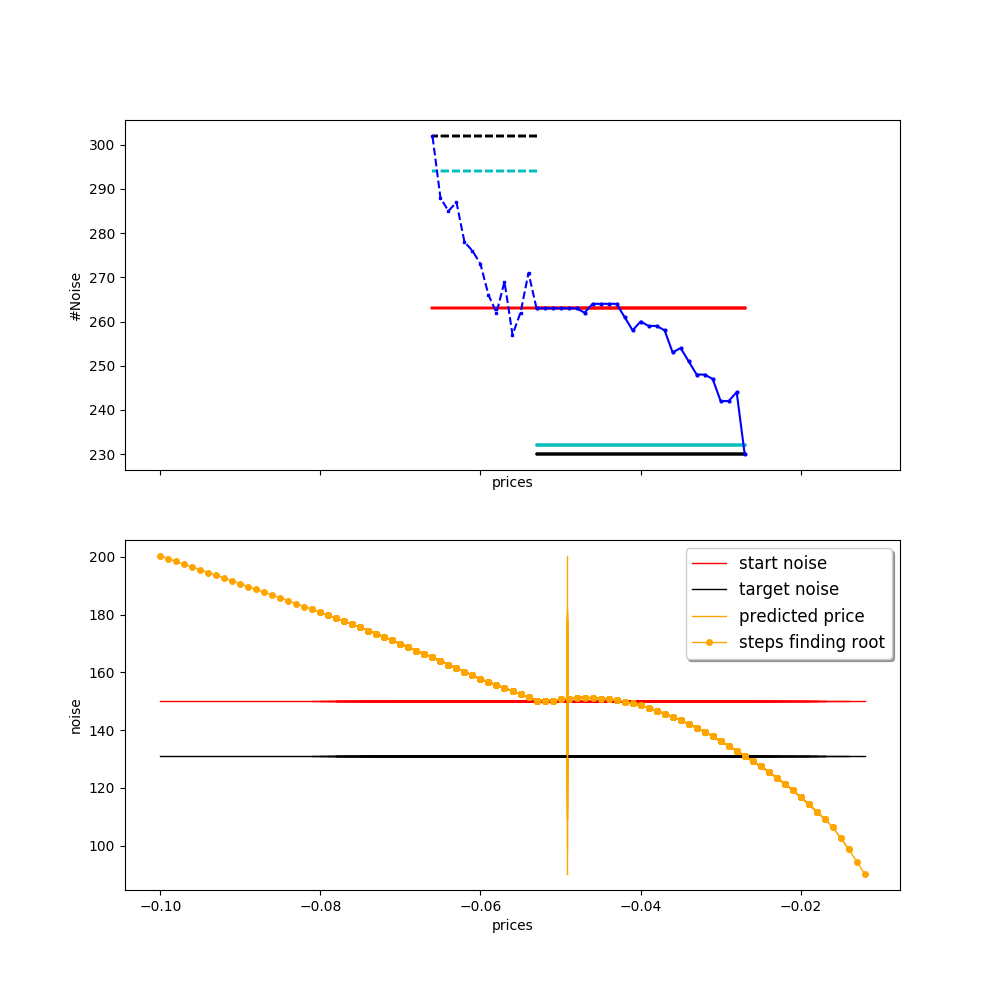 300
290
280
270
260
250
240
230
#Noise
prices
200
180
160
140
120
100
noise
start noise
target noise
predicted price
steps finding root
−0.10 −0.08 −0.06 −0.04 −0.02
prices